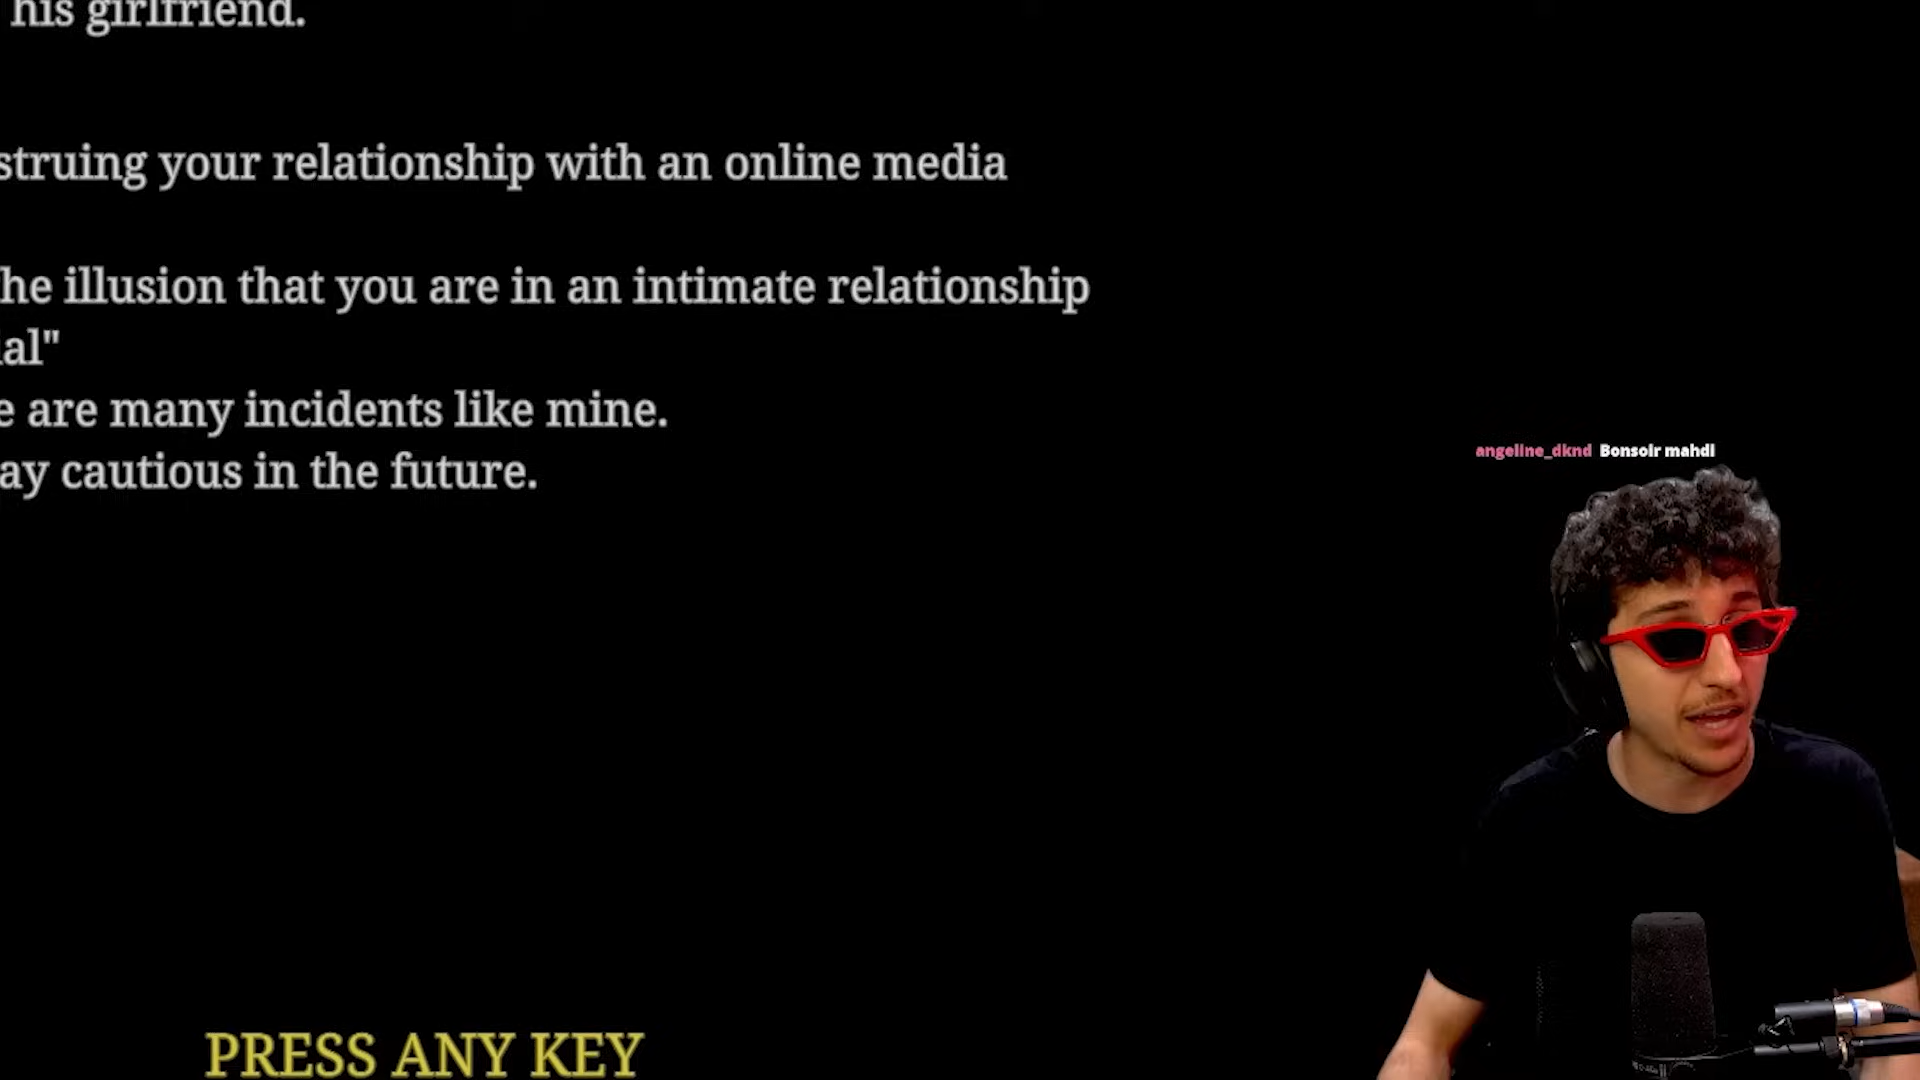 his girlfriend.
struing your relationship with an online media
he illusion that you are in an intimate relationship
ial"
e are many incidents like mine.
ay cautious in the future.
angeline_dknd Bonsoir mahdi
PRESS ANY KEY